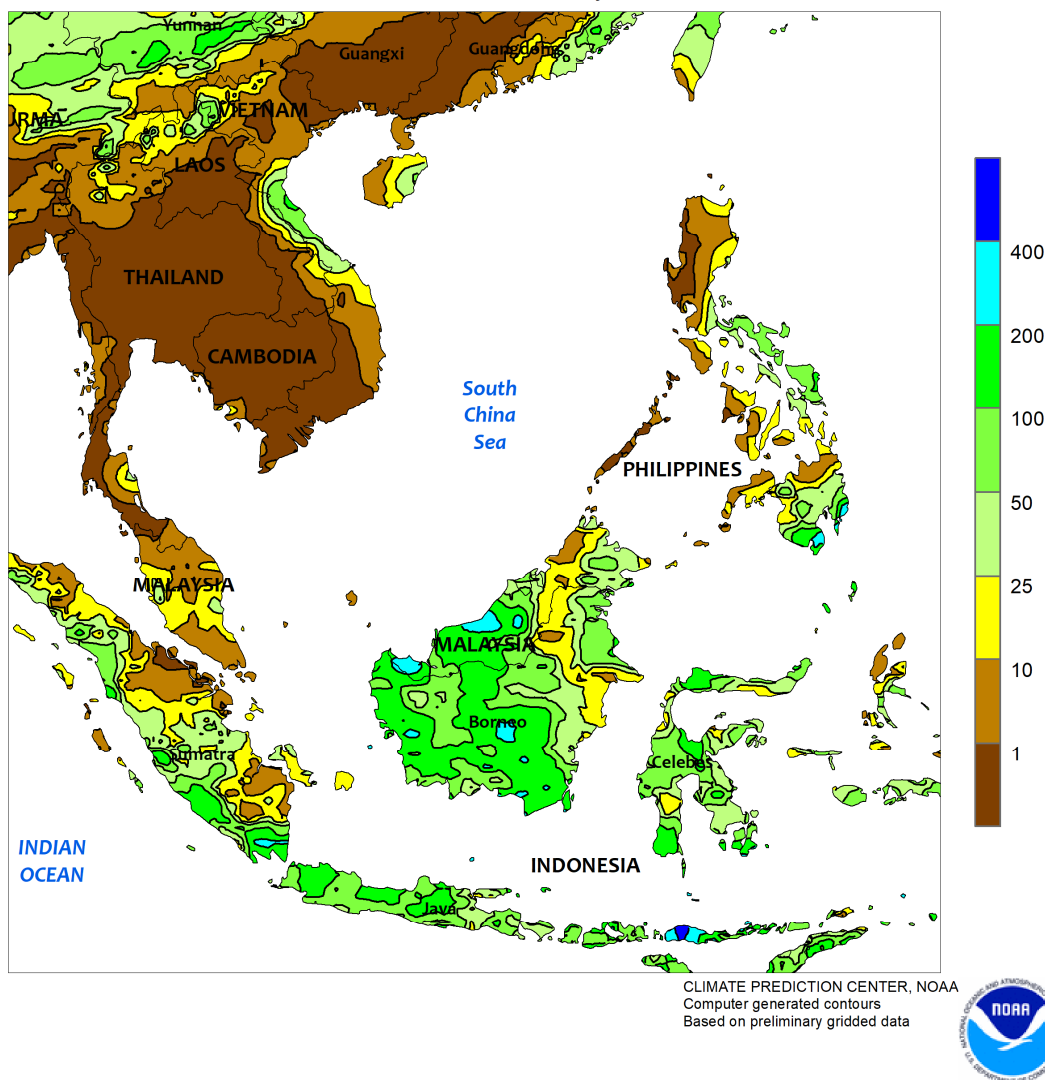 Yunnan
Guangxi
Guangdong
URMA
VIETNAM
LAOS
THAILAND
CAMBODIA
South
China
Sea
PHILIPPINES
MALAYSIA
MALAYSIA
Borneo
Sumatra
Celebes
INDIAN
OCEAN
INDONESIA
Java
400
200
100
50
25
10
1
CLIMATE PREDICTION CENTER, NOAA
Computer generated contours
Based on preliminary gridded data
NOAA